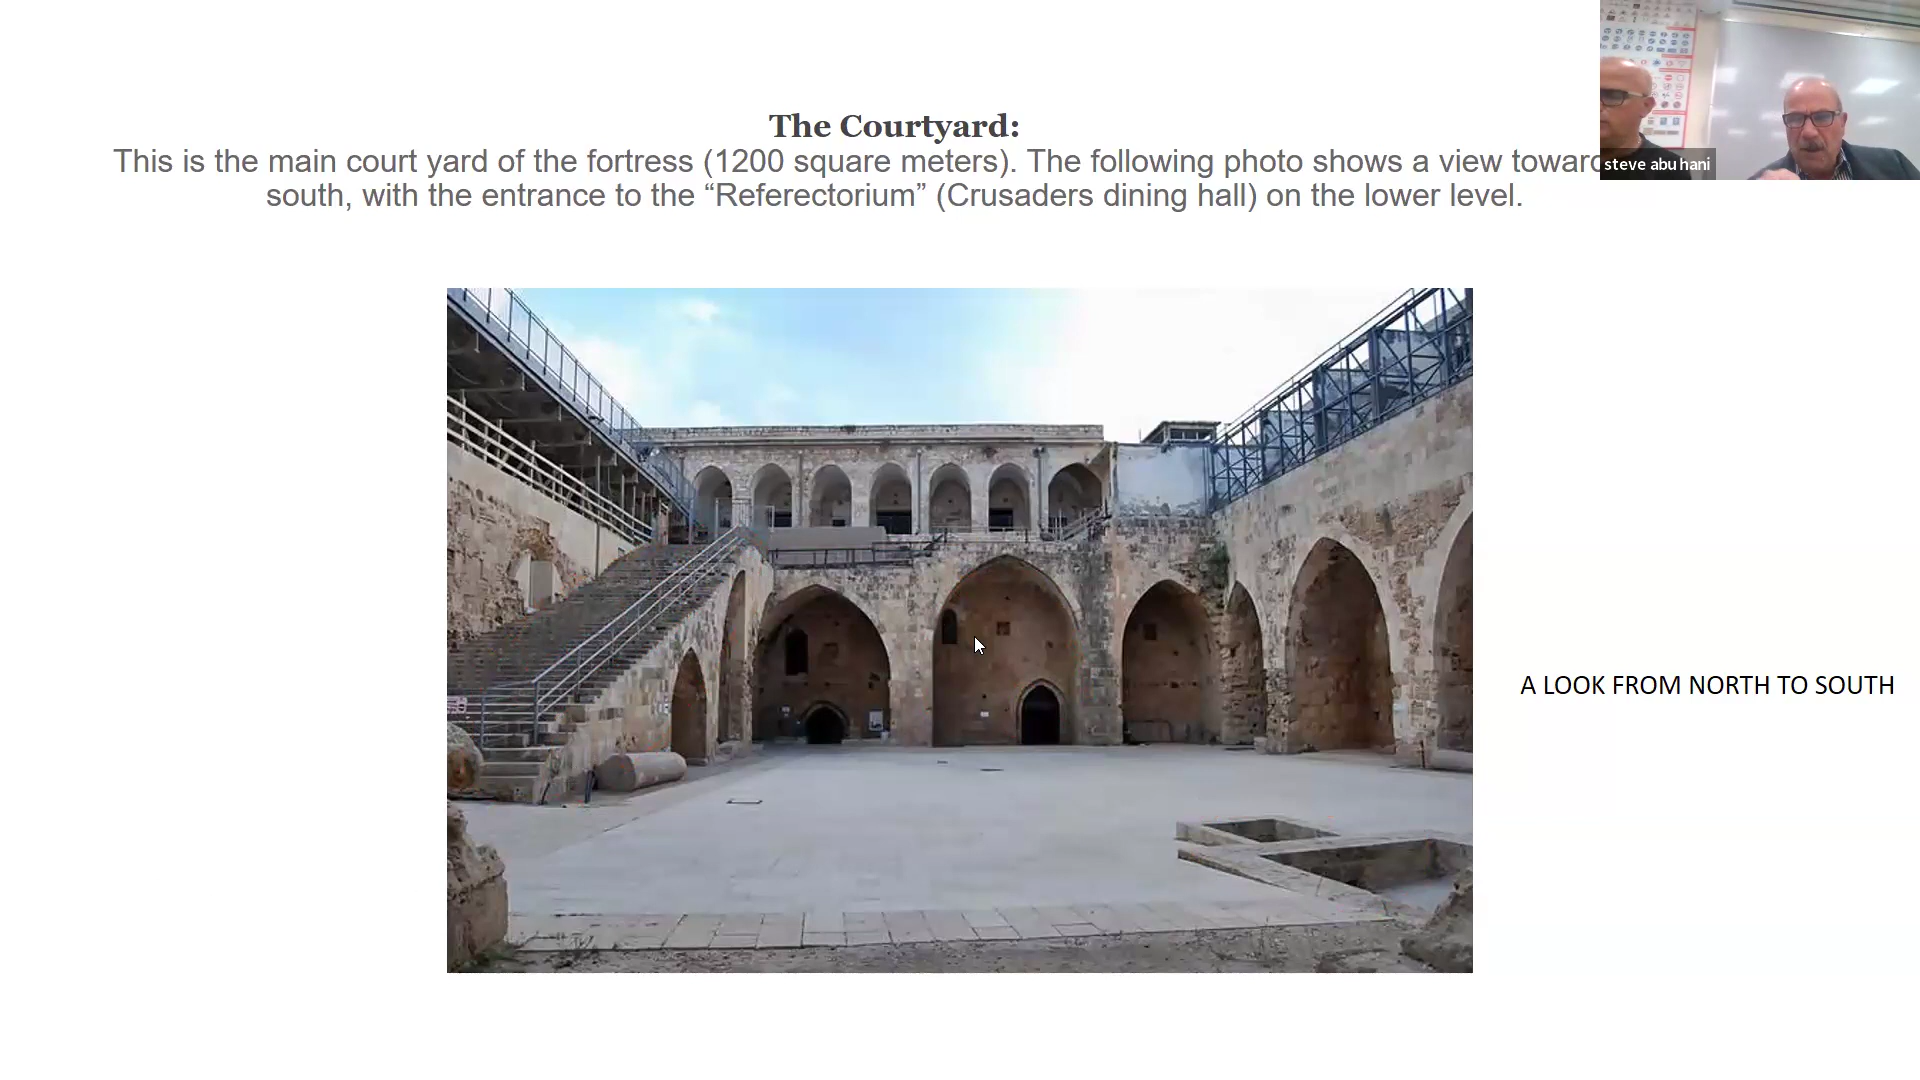 The Courtyard:
This is the main court yard of the fortress (1200 square meters). The following photo shows a view
south, with the entrance to the “Referectorium” (Crusaders dining hall) on the lower level.
steve abu hani
A LOOK FROM NORTH TO SOUTH